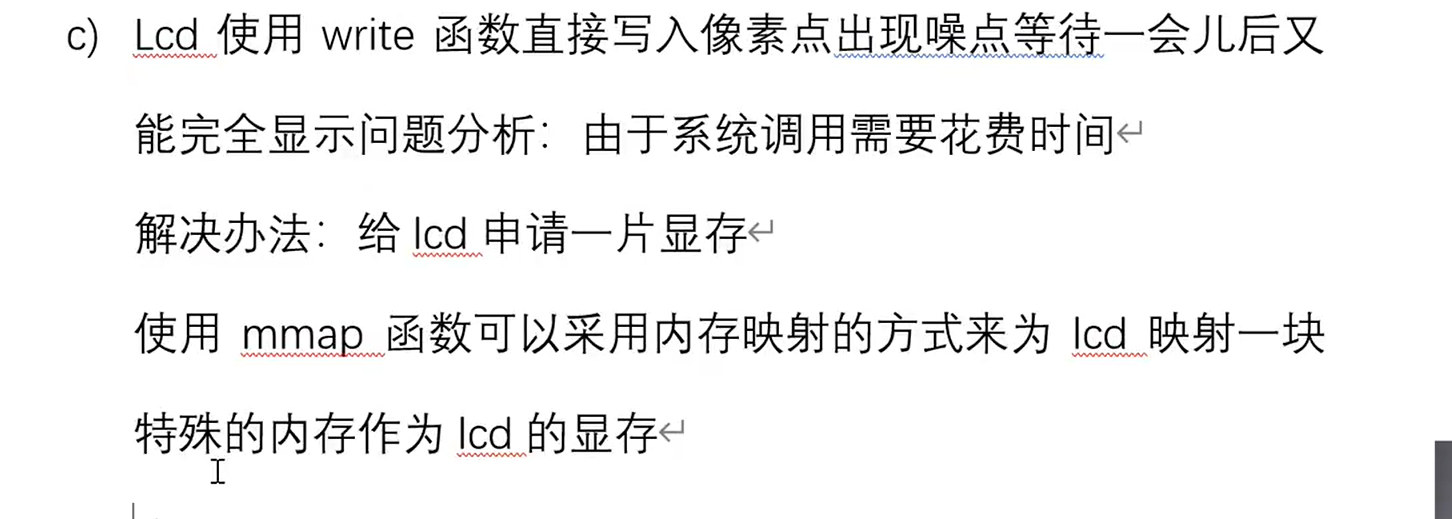 c) Lcd 使用 write 函数直接写入像素点出现噪点等待一会儿后又
能完全显示问题分析：由于系统调用需要花费时间↵
解决办法：给 lcd 申请一片显存↵
使用 mmap 函数可以采用内存映射的方式来为 lcd 映射一块
特殊的内存作为 lcd 的显存↵